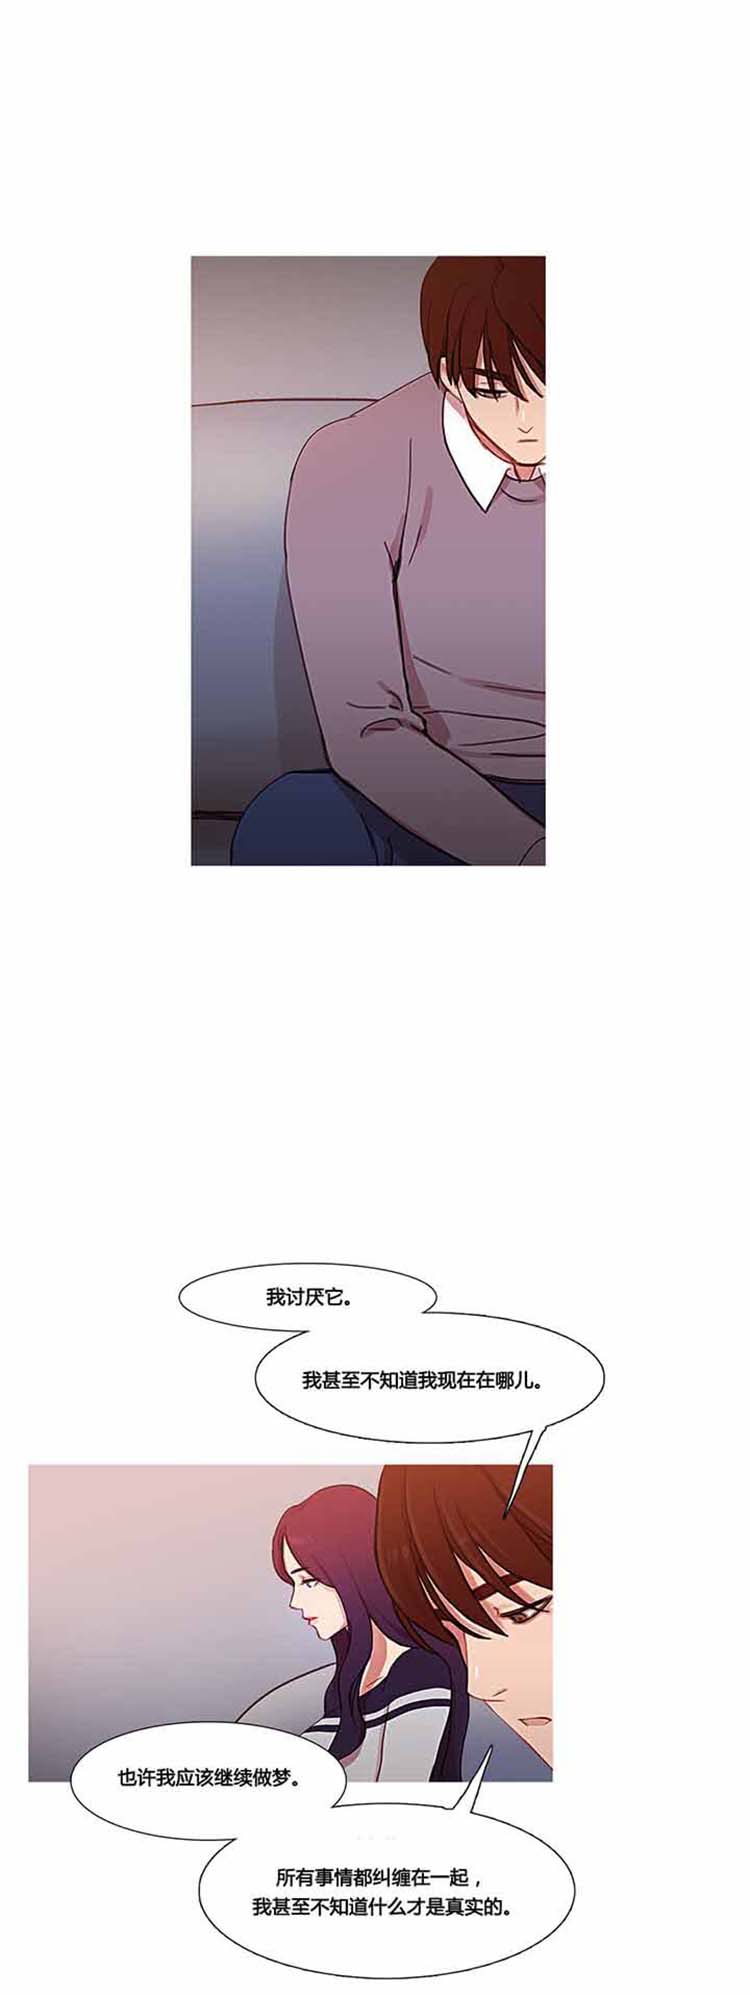 我讨厌它。
我甚至不知道我现在在哪儿。
也许我应该继续做梦。
所有事情都纠缠在一起，
我甚至不知道什么才是真实的。